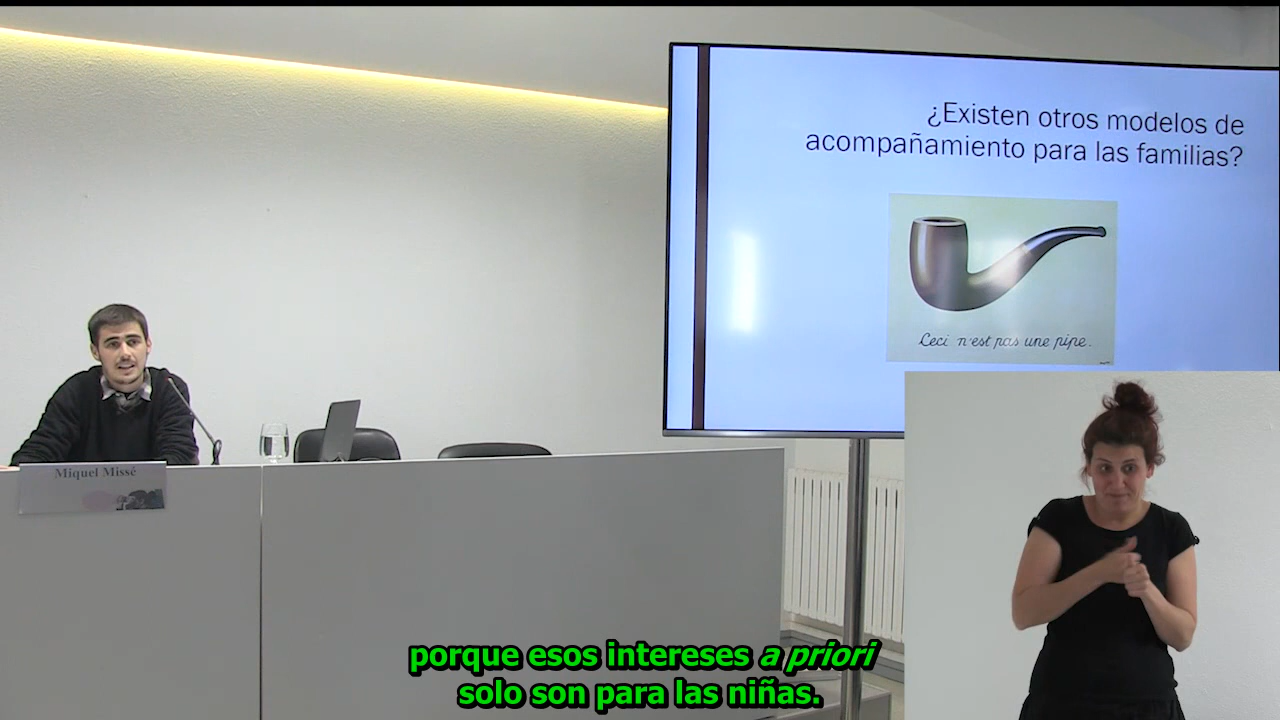 ¿Existen otros modelos de
acompañamiento para las familias?
Ceci n'est pas une pipe.
Miquel Missé
porque esos intereses a priori
solo son para las niñas.